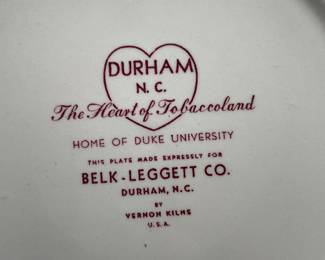 DURHAM
N. C.
The Heart of Tobaccoland
HOME OF DUKE UNIVERSITY
THIS PLATE MADE EXPRESSLY FOR
BELK-LEGGETT CO.
DURHAM, N.C.
BY
VERNON KILNS
U.S.A.